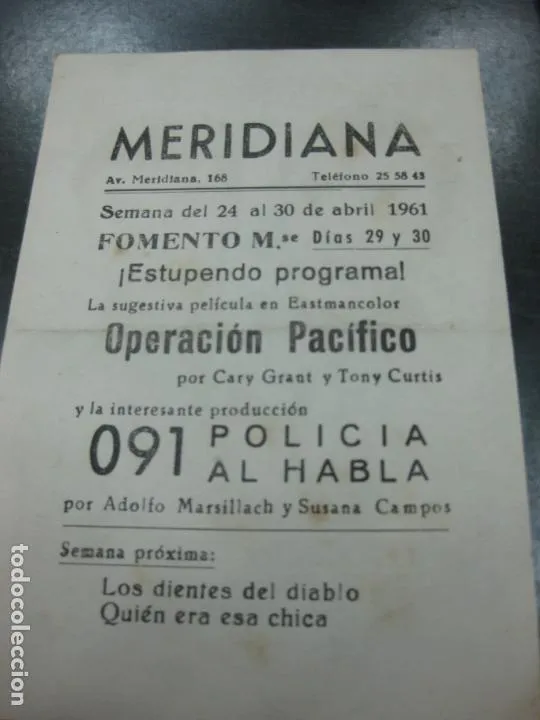 MERIDIANA
Av. Meridiana, 168 Teléfono 25 58 43
Semana del 24 al 30 de abril 1961
FOMENTO M.se Días 29 y 30
¡Estupendo programa!
La sugestiva película en Eastmancolor
Operación Pacífico
por Cary Grant y Tony Curtis
y la interesante producción
091 POLICIA
AL HABLA
por Adolfo Marsillach y Susana Campos
Semana próxima:
Los dientes del diablo
Quién era esa chica
todocoleccion.net